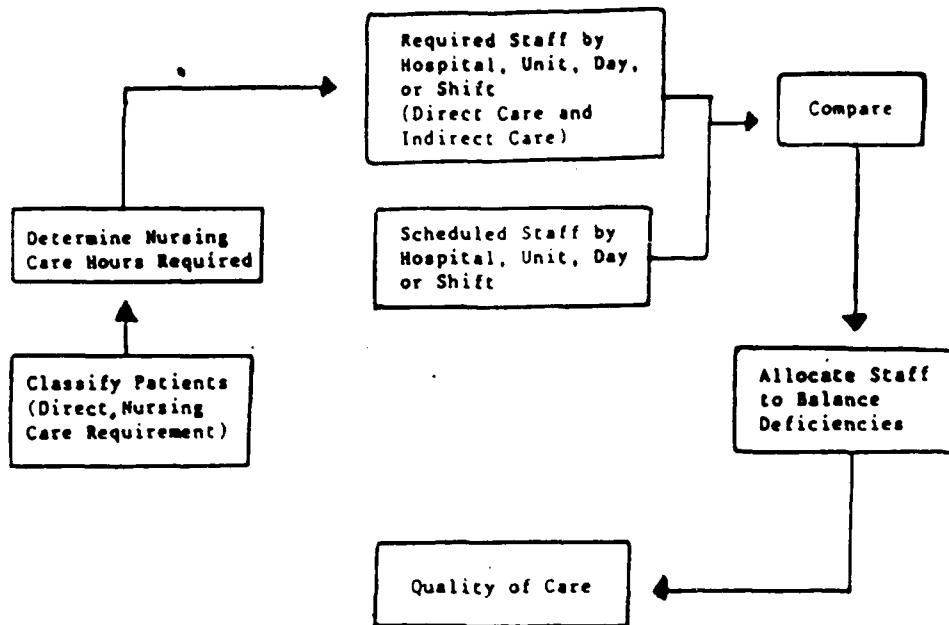 Required Staff by
Hospital, Unit, Day,
or Shift
(Direct Care and
Indirect Care)
Compare
Determine Nursing
Care Hours Required
Scheduled Staff by
Hospital, Unit, Day
or Shift
Classify Patients
(Direct, Nursing
Care Requirement)
Allocate Staff
to Balance
Deficiencies
Quality of Care